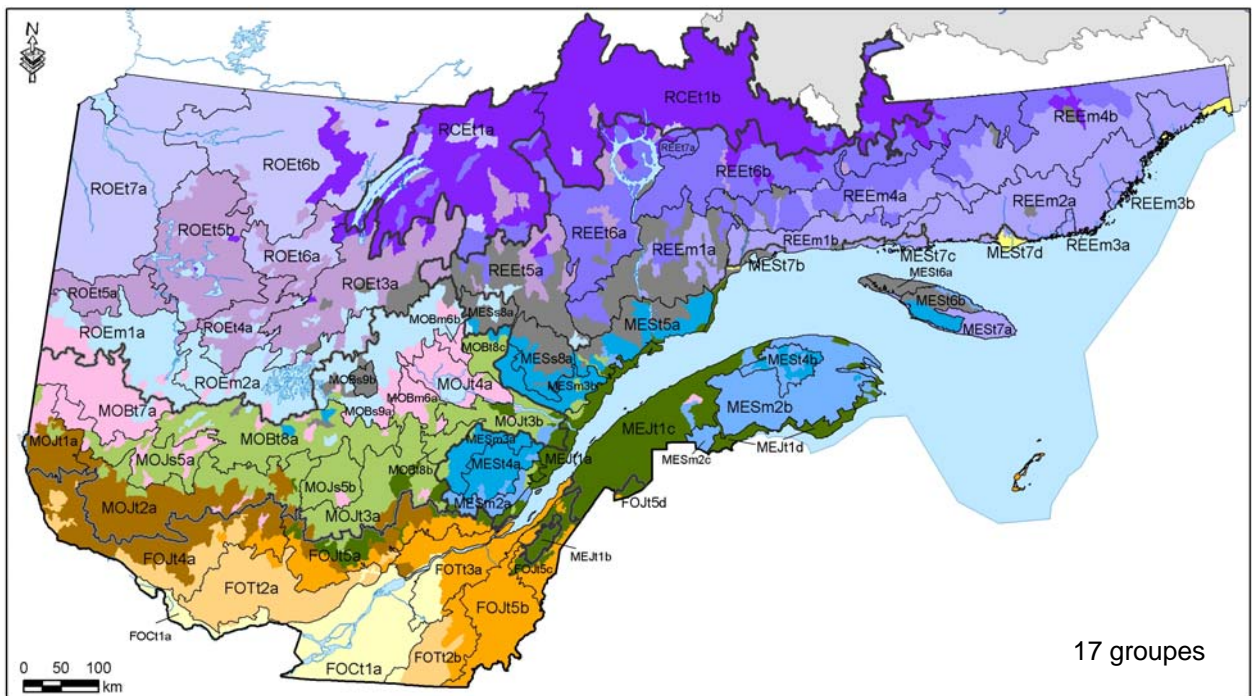 N
RCEt1b
RCEt1a
REEm4b
ROEt6b
REEt7a
ROEt7a
REEt6b
REEm4a
REEm2a
REEm3b
ROEt5b
ROEt6a
REEt6a
REEm1a
REEm1b
REEm3a
MESt7c
MESt7d
ROEt3a
REEt5a
MESt7b
MESt6a
ROEt5a
MESt6b
ROEm1a
ROEt4a
MOBm6b
MESs8a
MESt5a
MESt7a
MOBt8c
MESs8a
MESt4b
ROEm2a
MOBs9b
MOJt4a
MESm3b
MOBt7a
MOBs9a
MOBm6a
MESm2b
MOJt3b
MEJt1c
MOJt1a
MOBt8a
MESm3a
MEJt1d
MOJs5a
MOBt8b
MESt4a
MEJt1a
MESm2c
MOJs5b
MESm2a
FOJt5d
MOJt2a
MOJt3a
FOJt4a
FOJt5a
MEJt1b
FOTt3a
FOJt5c
FOTt2a
FOJt5b
FOCt1a
FOTt2b
FOCt1a
17 groupes
0 50 100
km